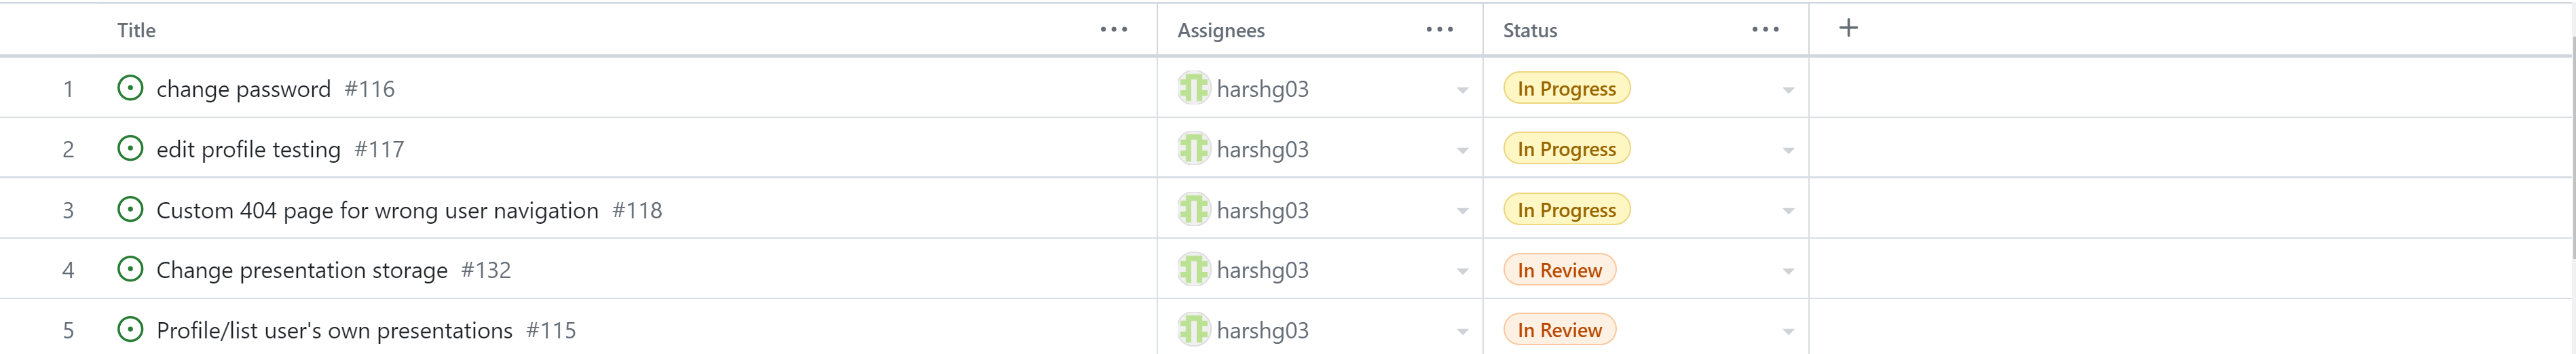 Title ... Assignees ... Status ... +
1 change password #116 harshg03 In Progress
2 edit profile testing #117 harshg03 In Progress
3 Custom 404 page for wrong user navigation #118 harshg03 In Progress
4 Change presentation storage #132 harshg03 In Review
5 Profile/list user's own presentations #115 harshg03 In Review